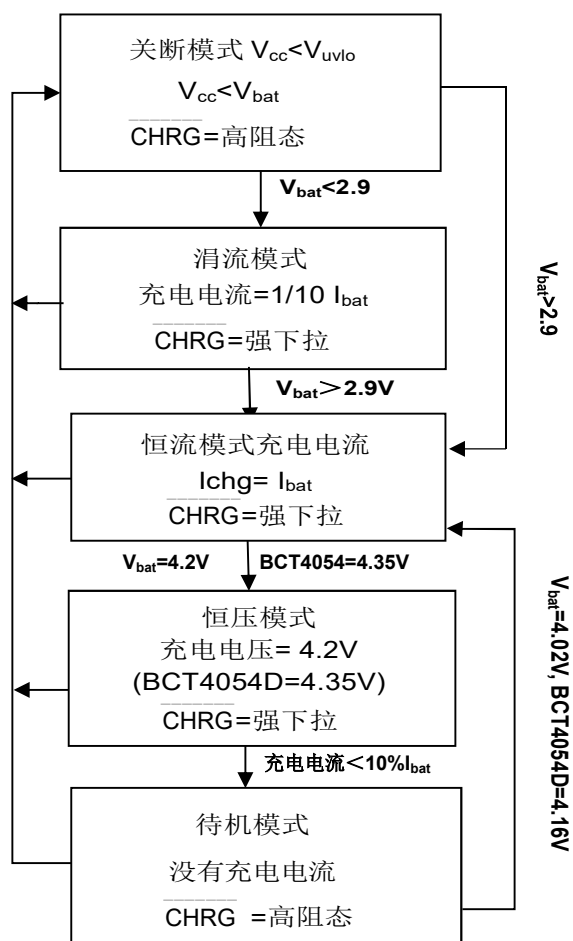 关断模式 Vcc<Vuvlo
Vcc<Vbat
CHRG=高阻态
Vbat<2.9
涓流模式
充电电流=1/10 Ibat
CHRG=强下拉
Vbat>2.9
Vbat＞2.9V
恒流模式充电电流
Ichg= Ibat
CHRG=强下拉
Vbat=4.2V BCT4054=4.35V
恒压模式
充电电压= 4.2V
(BCT4054D=4.35V)
CHRG=强下拉
Vbat=4.02V, BCT4054D=4.16V
充电电流＜10%Ibat
待机模式
没有充电电流
CHRG =高阻态